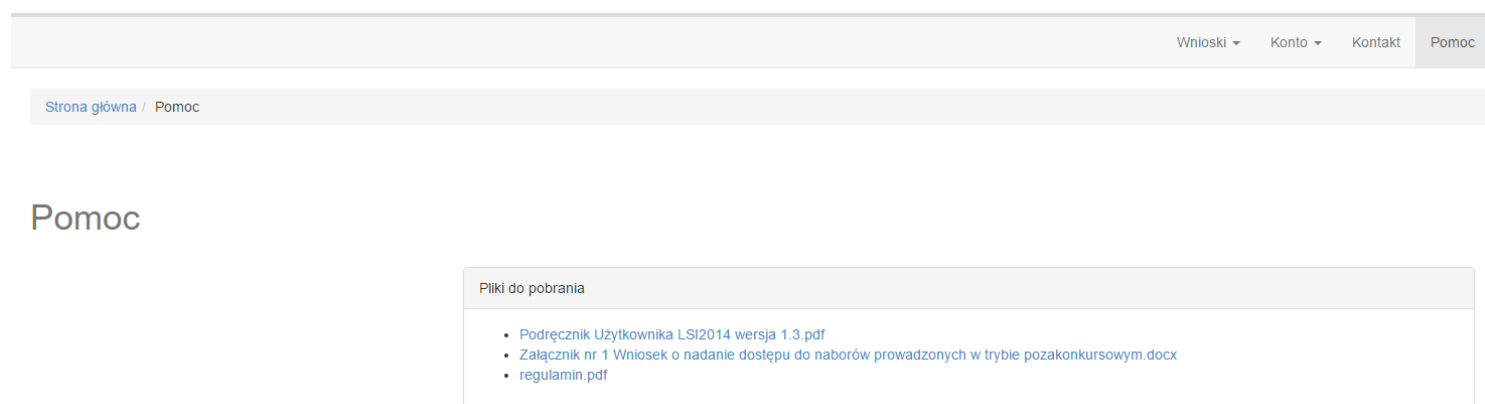 Wnioski Konto Kontakt Pomoc
Strona główna / Pomoc
Pomoc
Pliki do pobrania
Podręcznik Użytkownika LSI2014 wersja 1.3.pdf
Załącznik nr 1 Wniosek o nadanie dostępu do naborów prowadzonych w trybie pozakonkursowym.docx
regulamin.pdf